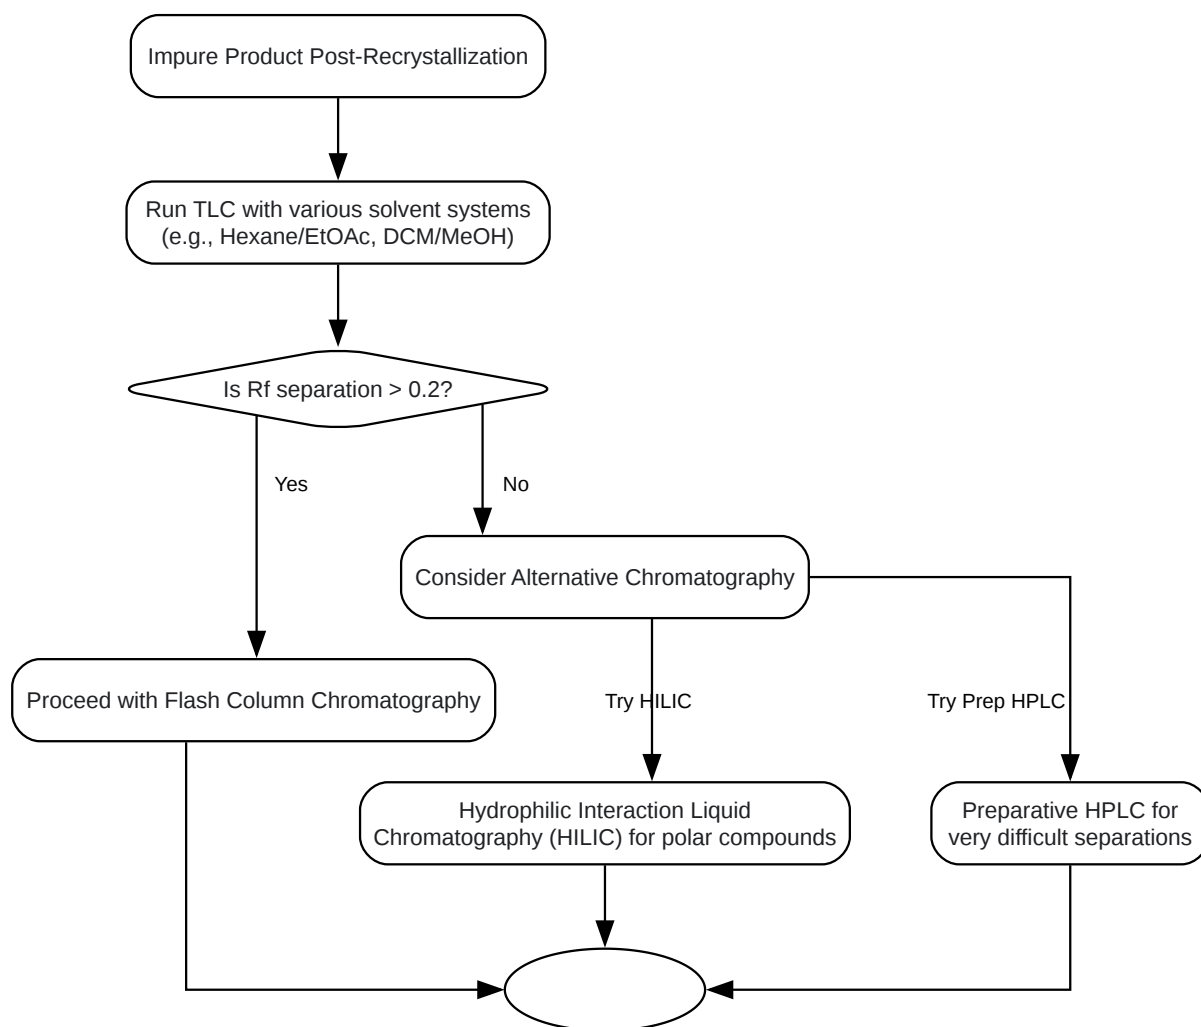 Impure Product Post-Recrystallization
Run TLC with various solvent systems
(e.g., Hexane/EtOAc, DCM/MeOH)
Is Rf separation > 0.2?
Yes
No
Consider Alternative Chromatography
Proceed with Flash Column Chromatography
Try HILIC
Try Prep HPLC
Hydrophilic Interaction Liquid
Chromatography (HILIC) for polar compounds
Preparative HPLC for
very difficult separations